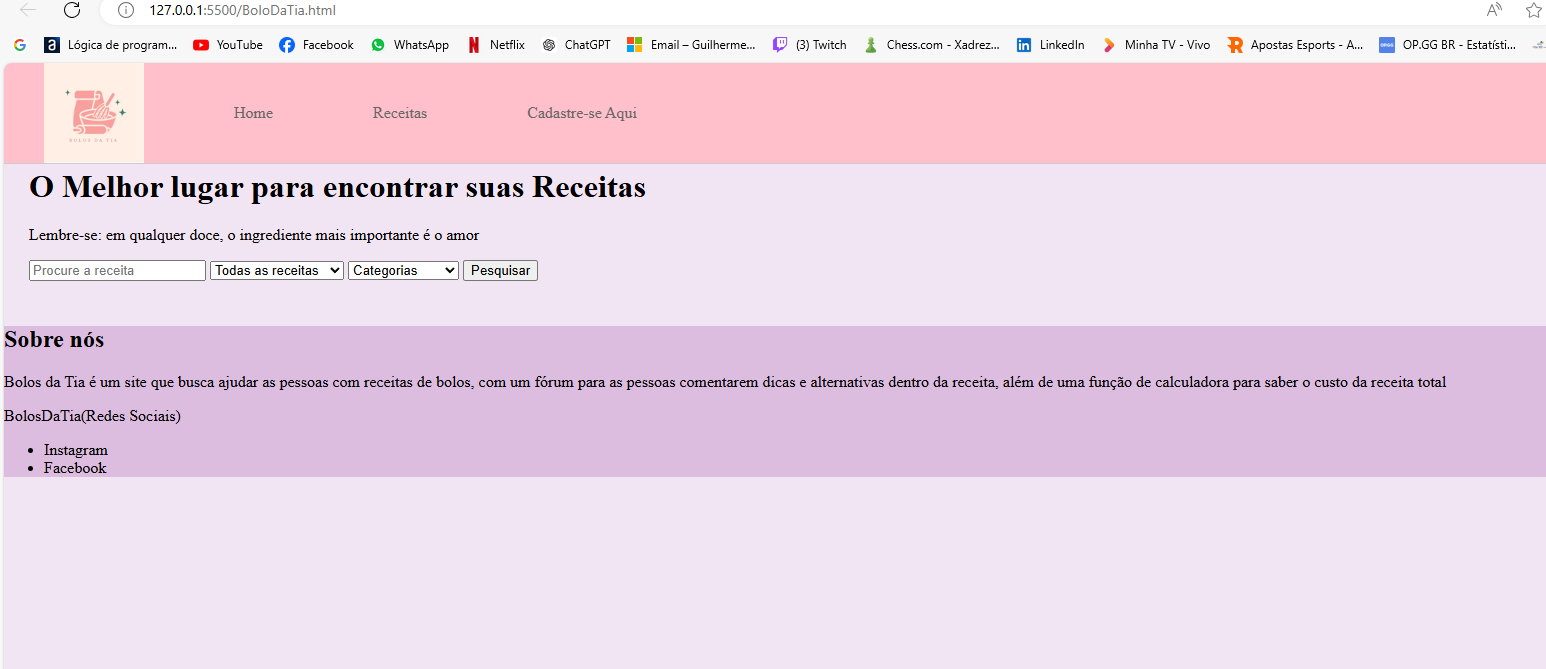 127.0.0.1:5500/BoloDaTia.html
Lógica de program... YouTube Facebook WhatsApp Netflix ChatGPT Email – Guilherme... (3) Twitch Chess.com - Xadrez... LinkedIn Minha TV - Vivo Apostas Esports - A... OP.GG BR - Estatísti...
BOLOS DA TIA
Home Receitas Cadastre-se Aqui
O Melhor lugar para encontrar suas Receitas
Lembre-se: em qualquer doce, o ingrediente mais importante é o amor
Procure a receita Todas as receitas Categorias Pesquisar
Sobre nós
Bolos da Tia é um site que busca ajudar as pessoas com receitas de bolos, com um fórum para as pessoas comentarem dicas e alternativas dentro da receita, além de uma função de calculadora para saber o custo da receita total
BolosDaTia(Redes Sociais)
Instagram
Facebook